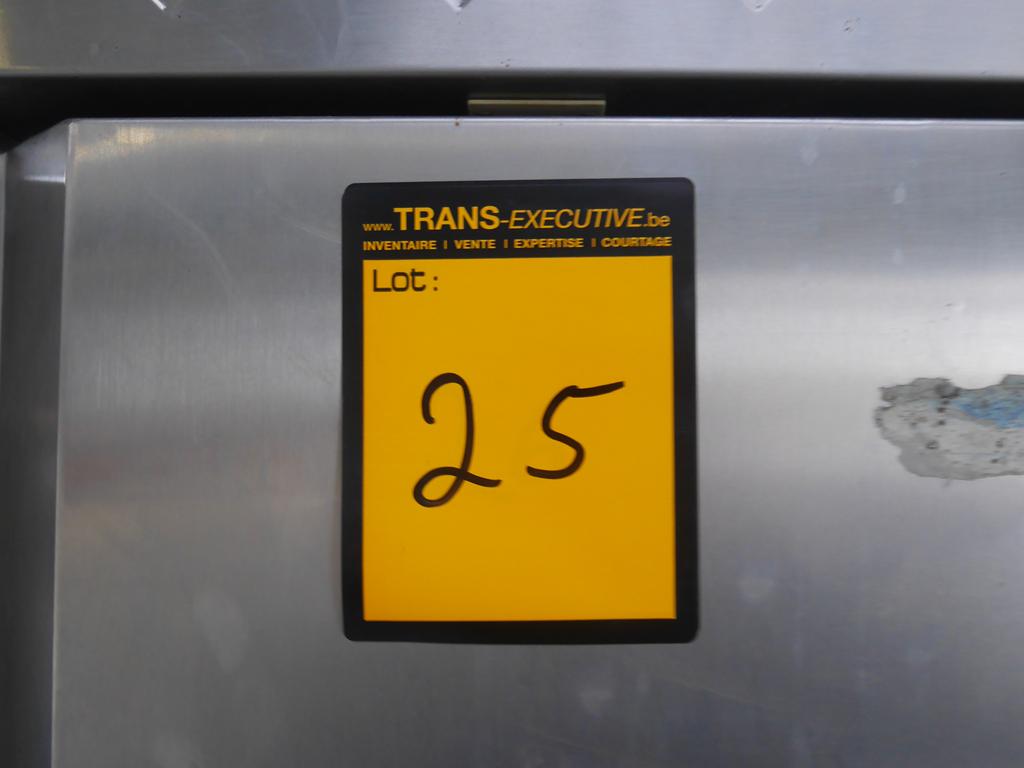 www.TRANS-EXECUTIVE.be
INVENTAIRE | VENTE | EXPERTISE | COURTAGE
Lot :
25